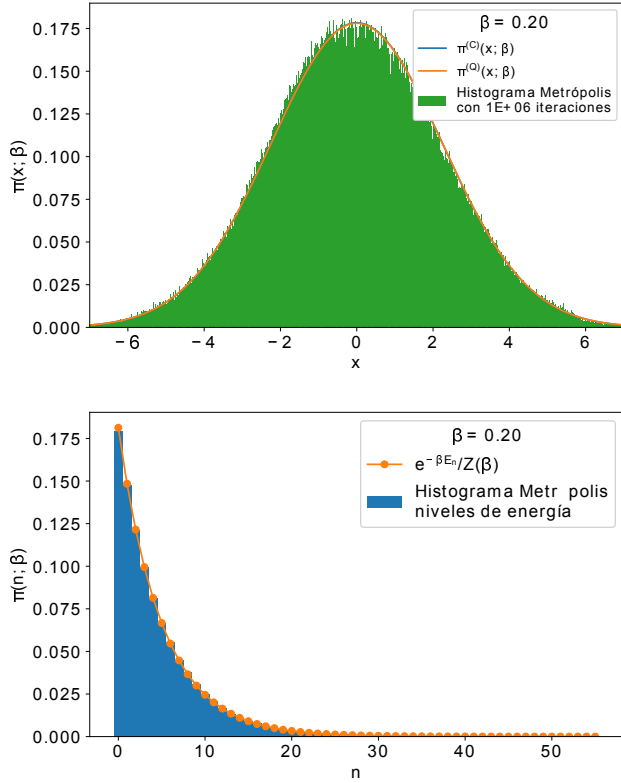 β = 0.20
π⁽ᶜ⁾(x; β)
π⁽Q⁾(x; β)
Histograma Metrópolis
con 1E+06 iteraciones
π(x; β)
0.175
0.150
0.125
0.100
0.075
0.050
0.025
0.000
−6 −4 −2 0 2 4 6
x
β = 0.20
e^{−βEₙ}/Z(β)
Histograma Metr polis
niveles de energía
π(n; β)
0.175
0.150
0.125
0.100
0.075
0.050
0.025
0.000
0 10 20 30 40 50
n